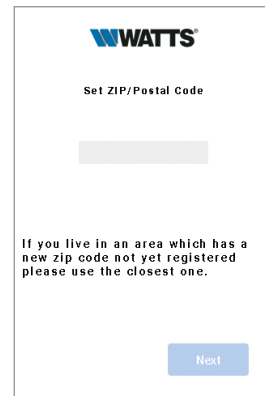 WATTS®
Set ZIP/Postal Code
If you live in an area which has a
new zip code not yet registered
please use the closest one.
Next